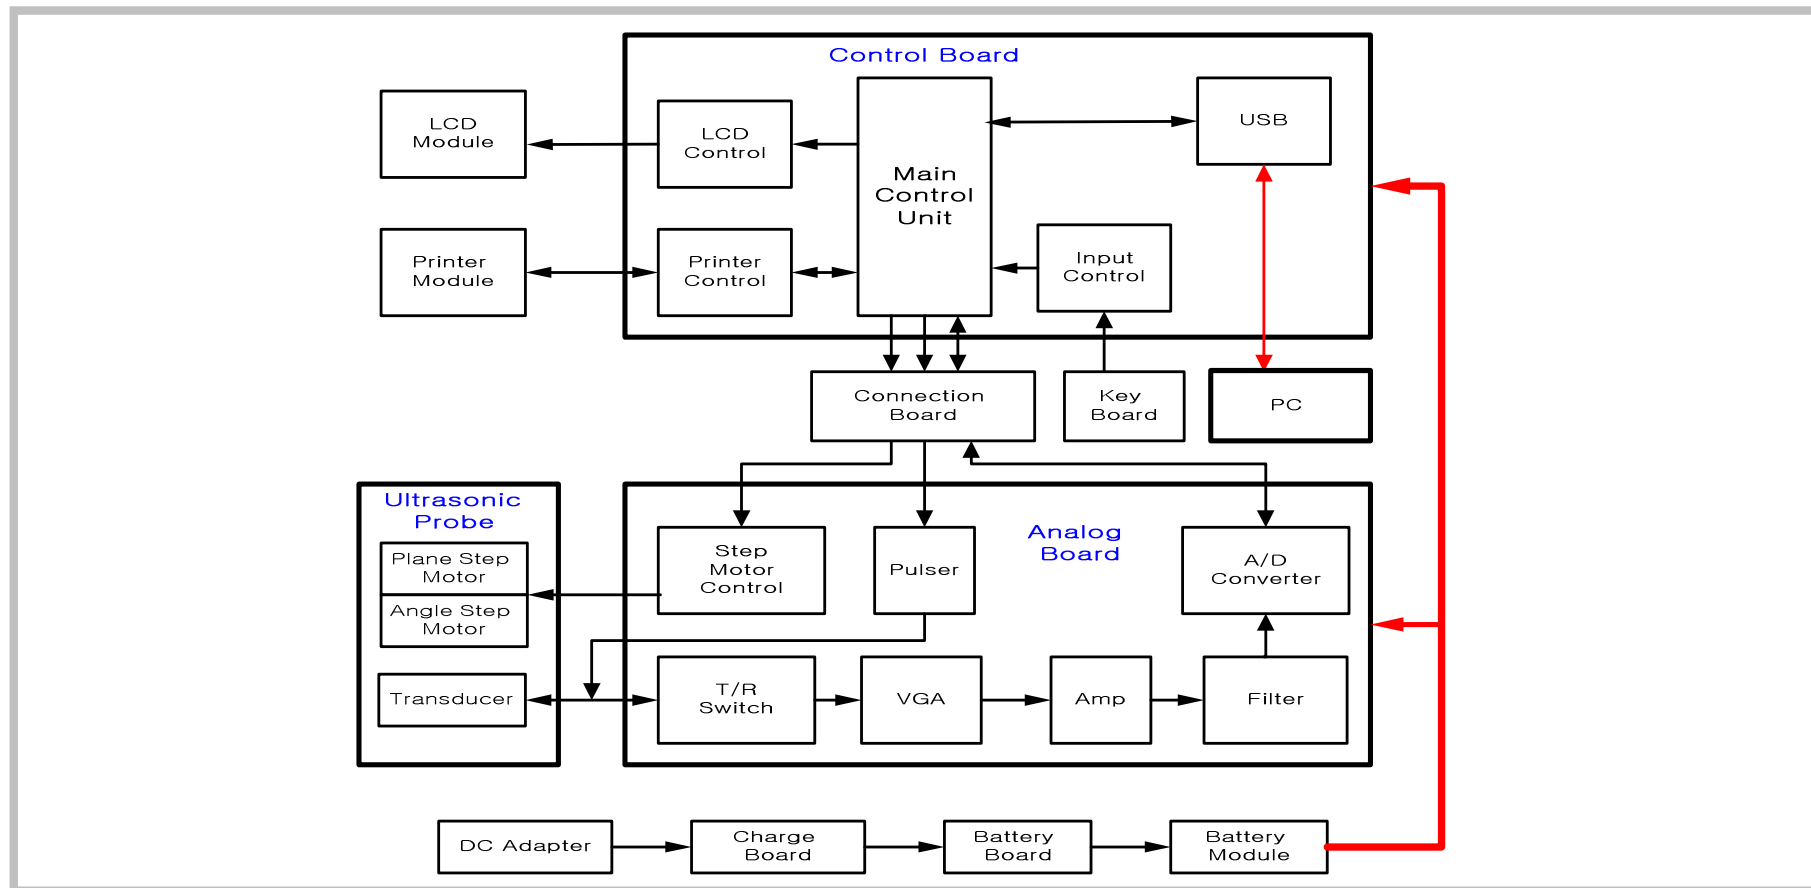 Control Board
LCD
Module
LCD
Control
Main
Control
Unit
USB
Printer
Module
Printer
Control
Input
Control
Connection
Board
Key
Board
PC
Ultrasonic
Probe
Plane Step
Motor
Angle Step
Motor
Transducer
Analog
Board
Step
Motor
Control
Pulser
A/D
Converter
T/R
Switch
VGA
Amp
Filter
DC Adapter
Charge
Board
Battery
Board
Battery
Module